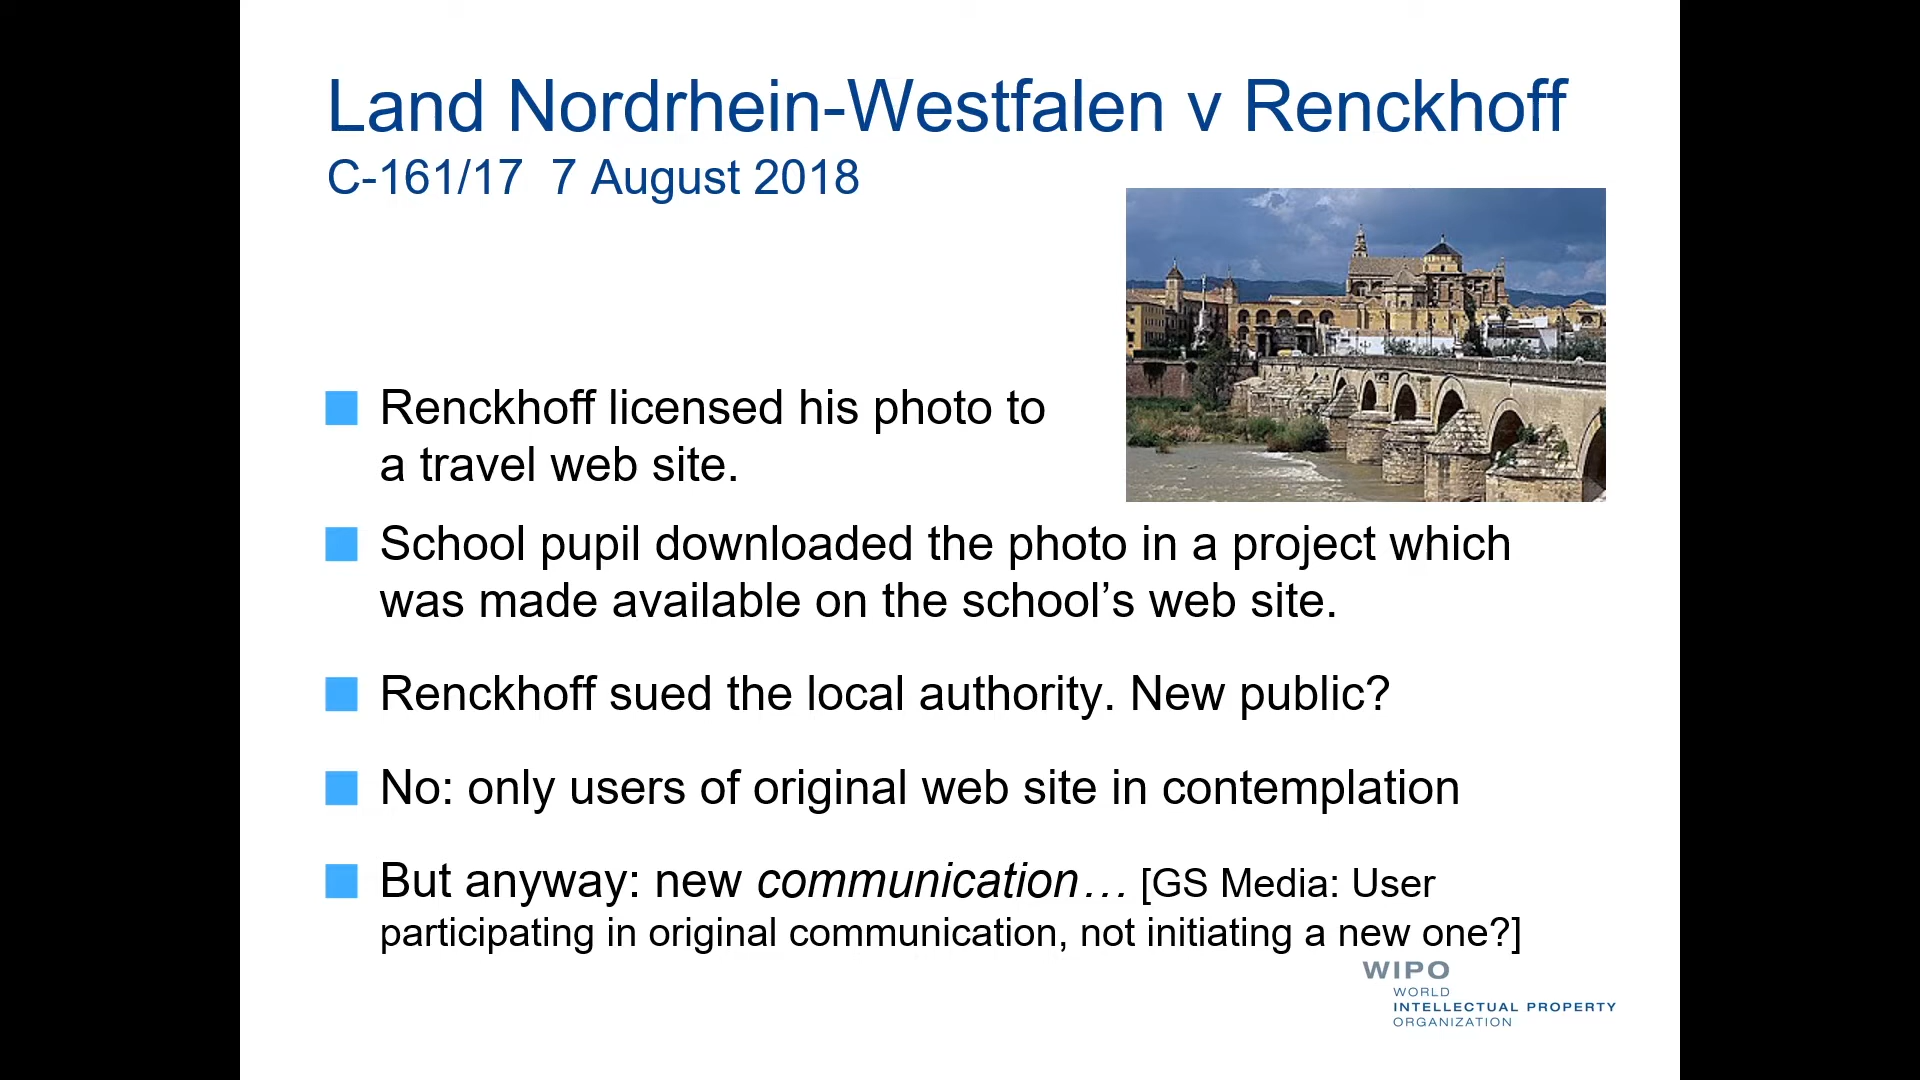 Land Nordrhein-Westfalen v Renckhoff
C-161/17 7 August 2018
Renckhoff licensed his photo to
a travel web site.
School pupil downloaded the photo in a project which
was made available on the school’s web site.
Renckhoff sued the local authority. New public?
No: only users of original web site in contemplation
But anyway: new communication… [GS Media: User
participating in original communication, not initiating a new one?]
WIPO
WORLD
INTELLECTUAL PROPERTY
ORGANIZATION